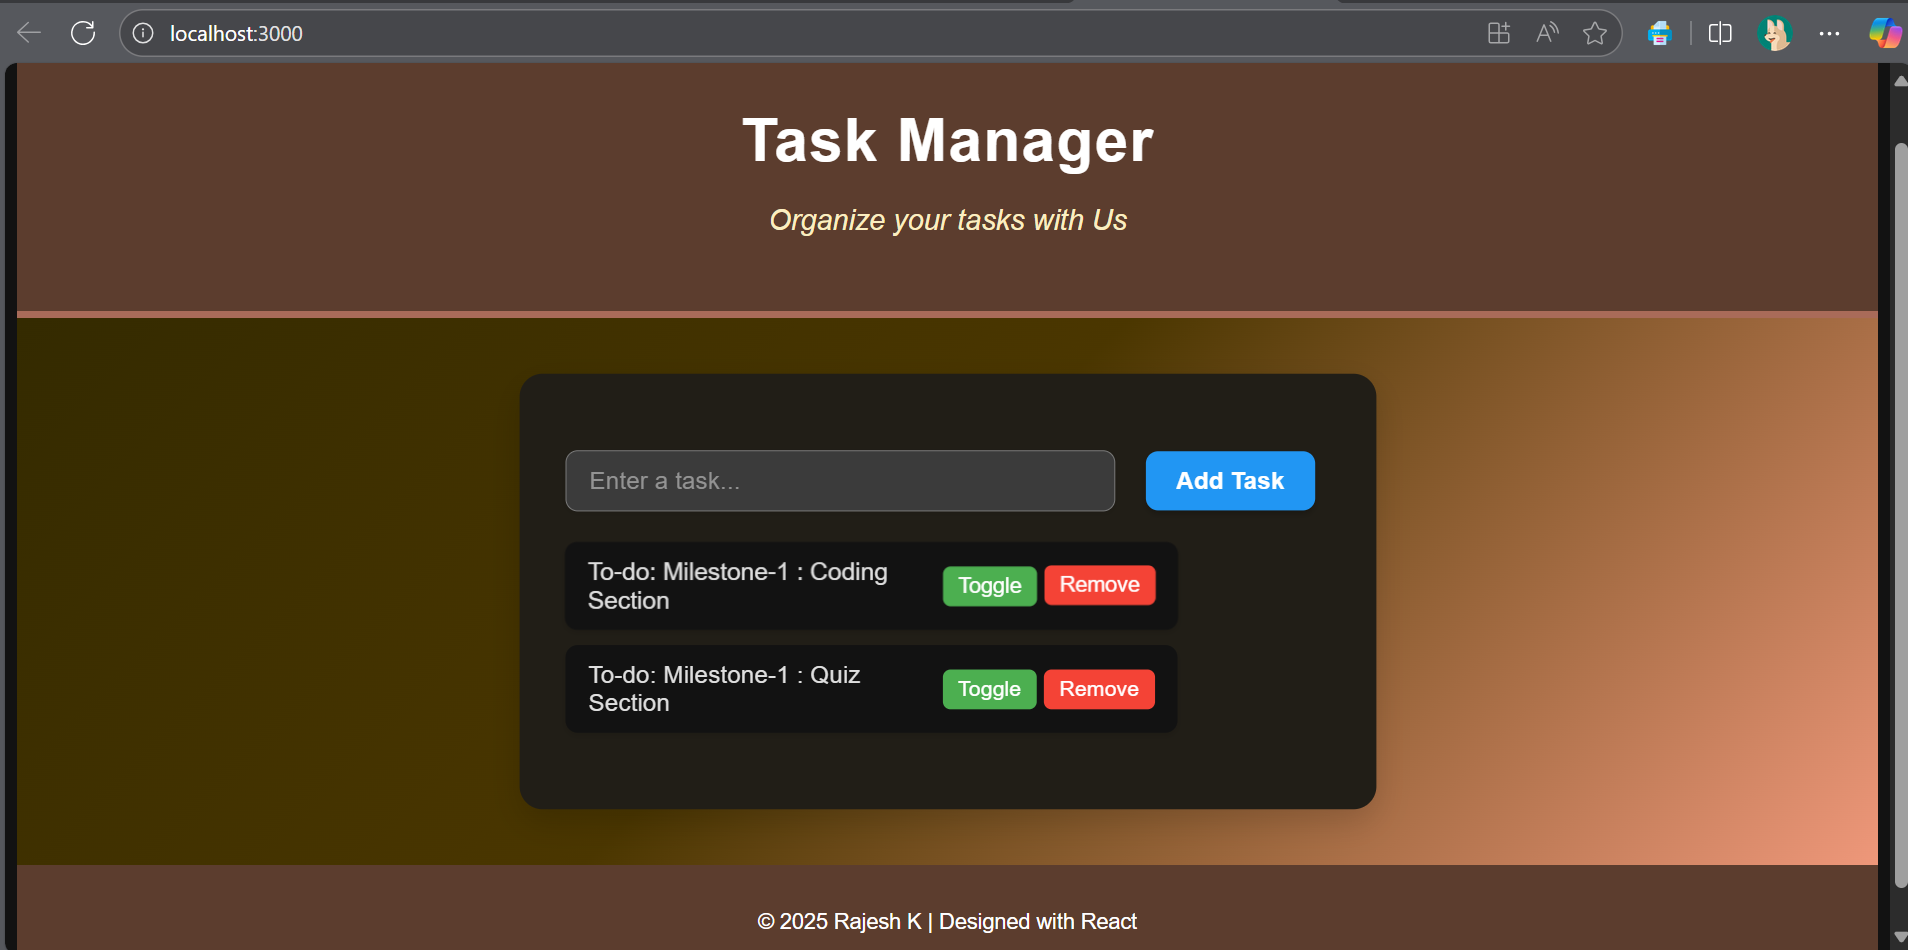 localhost:3000
Task Manager
Organize your tasks with Us
Enter a task...
Add Task
To-do: Milestone-1 : Coding
Section
Toggle
Remove
To-do: Milestone-1 : Quiz
Section
Toggle
Remove
© 2025 Rajesh K | Designed with React